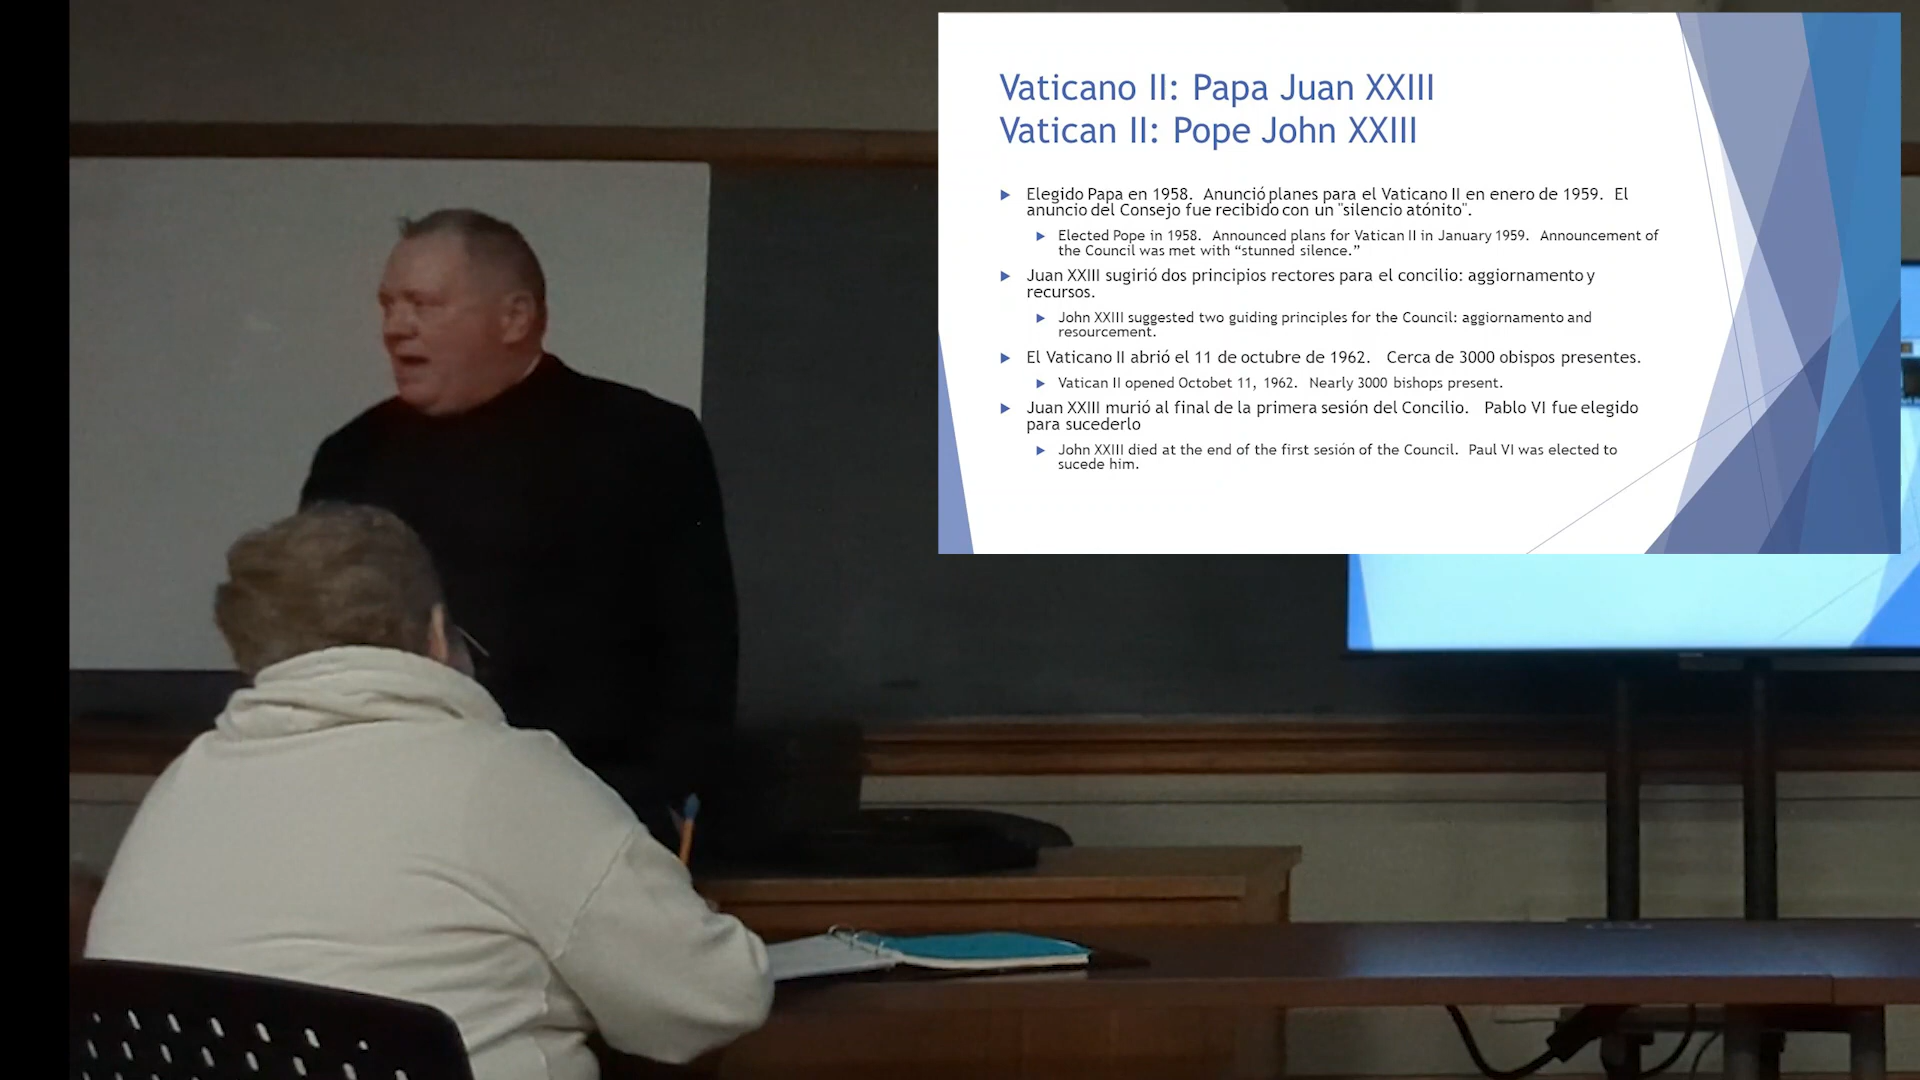 Vaticano II: Papa Juan XXIII
Vatican II: Pope John XXIII
Elegido Papa en 1958. Anunció planes para el Vaticano II en enero de 1959. El
anuncio del Consejo fue recibido con un "silencio atónito".
Elected Pope in 1958. Announced plans for Vatican II in January 1959. Announcement of
the Council was met with “stunned silence.”
Juan XXIII sugirió dos principios rectores para el concilio: aggiornamento y
recursos.
John XXIII suggested two guiding principles for the Council: aggiornamento and
resourcement.
El Vaticano II abrió el 11 de octubre de 1962. Cerca de 3000 obispos presentes.
Vatican II opened Octobet 11, 1962. Nearly 3000 bishops present.
Juan XXIII murió al final de la primera sesión del Concilio. Pablo VI fue elegido
para sucederlo
John XXIII died at the end of the first sesión of the Council. Paul VI was elected to
sucede him.